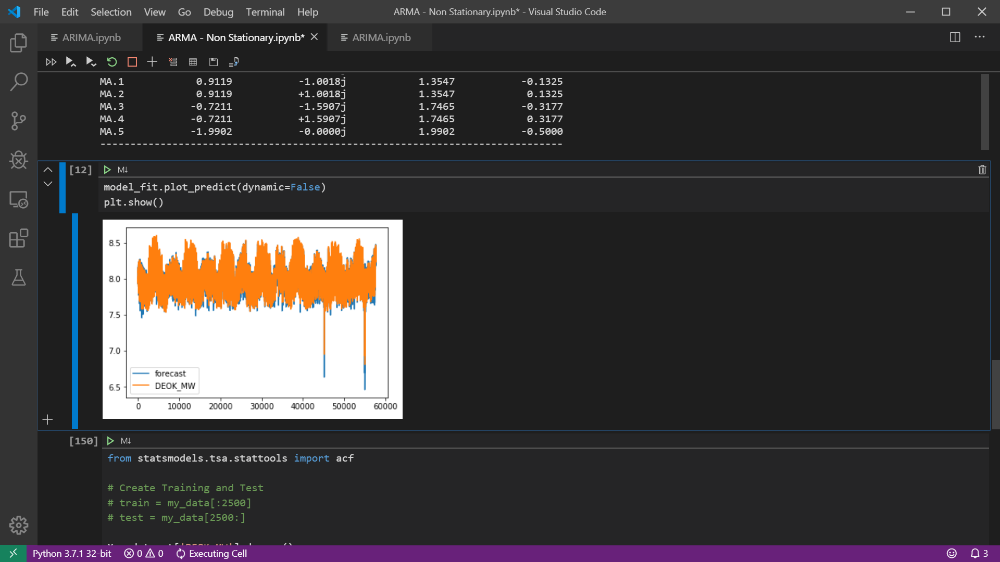 File Edit Selection View Go Debug Terminal Help
ARMA - Non Stationary.ipynb* - Visual Studio Code
ARIMA.ipynb
ARMA - Non Stationary.ipynb*
ARIMA.ipynb
MA.1 0.9119 -1.0018j 1.3547 -0.1325
MA.2 0.9119 +1.0018j 1.3547 0.1325
MA.3 -0.7211 -1.5907j 1.7465 -0.3177
MA.4 -0.7211 +1.5907j 1.7465 0.3177
MA.5 -1.9902 -0.0000j 1.9902 -0.5000
-----------------------------------------------------------------------------
[12] M↓
model_fit.plot_predict(dynamic=False)
plt.show()
8.5
8.0
7.5
7.0
6.5
forecast
DEOK_MW
0 10000 20000 30000 40000 50000 60000
[150] M↓
from statsmodels.tsa.stattools import acf
# Create Training and Test
# train = my_data[:2500]
# test = my_data[2500:]
Python 3.7.1 32-bit 0 0 Executing Cell 3